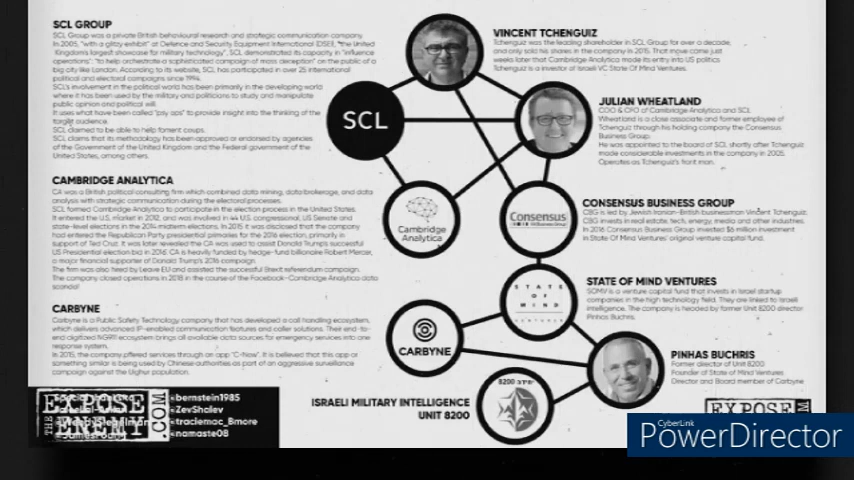 SCL GROUP
SCL Group was a private British behavioural research and strategic communication company.
In 2005, "with a glitzy exhibit" at Defence and Security Equipment International (DSEI), "the United
Kingdom's largest showcase for military technology", SCL demonstrated its capacity in "influence
operations": "to help orchestrate a sophisticated campaign of mass deception" on the public of a
big city like London. According to its website, SCL has participated in over 25 international
political and electoral campaigns since 1994.
SCL's involvement in the political world has been primarily in the developing world
where it has been used by the military and politicians to study and manipulate
public opinion and political will.
It uses what have been called "psy ops" to provide insight into the thinking of the
target audience.
SCL claimed to be able to help foment coups.
SCL claims that its methodology has been approved or endorsed by agencies
of the Government of the United Kingdom and the Federal government of the
United States, among others.
CAMBRIDGE ANALYTICA
CA was a British political consulting firm which combined data mining, data brokerage, and data
analysis with strategic communication during the electoral processes.
SCL formed Cambridge Analytica to participate in the election process in the United States.
It entered the U.S. market in 2012, and was involved in 44 U.S. congressional, US Senate and
state-level elections in the 2014 midterm elections. In 2015 it was disclosed that the company
had entered the Republican Party presidential primaries for the 2016 election, primarily in
support of Ted Cruz. It was later revealed the CA was used to assist Donald Trump's successful
US Presidential election bid in 2016. CA is heavily funded by hedge-fund billionaire Robert Mercer,
a major financial supporter of Donald Trump's 2016 campaign.
The firm was also hired by Leave EU and assisted the successful Brexit referendum campaign.
The company closed operations in 2018 in the course of the Facebook–Cambridge Analytica data
scandal
CARBYNE
Carbyne is a Public Safety Technology company that has developed a call handling ecosystem,
which delivers advanced IP-enabled communication features and caller solutions. Their end-to-
end digitized NG911 ecosystem brings all available data sources for emergency services into one
response system.
In 2015, the company offered services through an app "C-Now". It is believed that this app or
something similar is being used by Chinese authorities as part of an aggressive surveillance
campaign against the Uighur population.
VINCENT TCHENGUIZ
Tchenguiz was the leading shareholder in SCL Group for over a decade,
and only sold his shares in the company in 2015. That move came just
weeks later that Cambridge Analytica made its entry into US politics
Tchenguiz is a investor of Israeli VC State Of Mind Ventures.
JULIAN WHEATLAND
COO & CFO of Cambridge Analytica and SCL
Wheatland is a close associate and former employee of
Tchenguiz through his holding company the Consensus
Business Group.
He was appointed to the board of SCL shortly after Tchenguiz
made considerable investments in the company in 2005.
Operates as Tchenguiz's front man.
SCL
Cambridge
Analytica
Consensus
Business Group
CONSENSUS BUSINESS GROUP
CBG is led by Jewish Iranian-British businessman Vincent Tchenguiz.
CBG invests in real estate, tech, energy, media and other industries.
In 2016 Consensus Business Group invested $6 million investment
in State Of Mind Ventures' original venture capital fund.
STATE
OF
MIND
VENTURES
STATE OF MIND VENTURES
SOMV is a venture capital fund that invests in Israel startup
companies in the high technology field. They are linked to Israeli
intelligence. The company is headed by former Unit 8200 director
Pinhas Buchris.
CARBYNE
PINHAS BUCHRIS
Former director of Unit 8200
Founder of State of Mind Ventures
Director and Board member of Carbyne
ISRAELI MILITARY INTELLIGENCE
UNIT 8200
8200 יחידה
EXPOSE
THE
ENEMY
.COM
bernstein1985
ZevShalev
traciemac_Bmore
namaste08
EXPOSE
CyberLink
PowerDirector